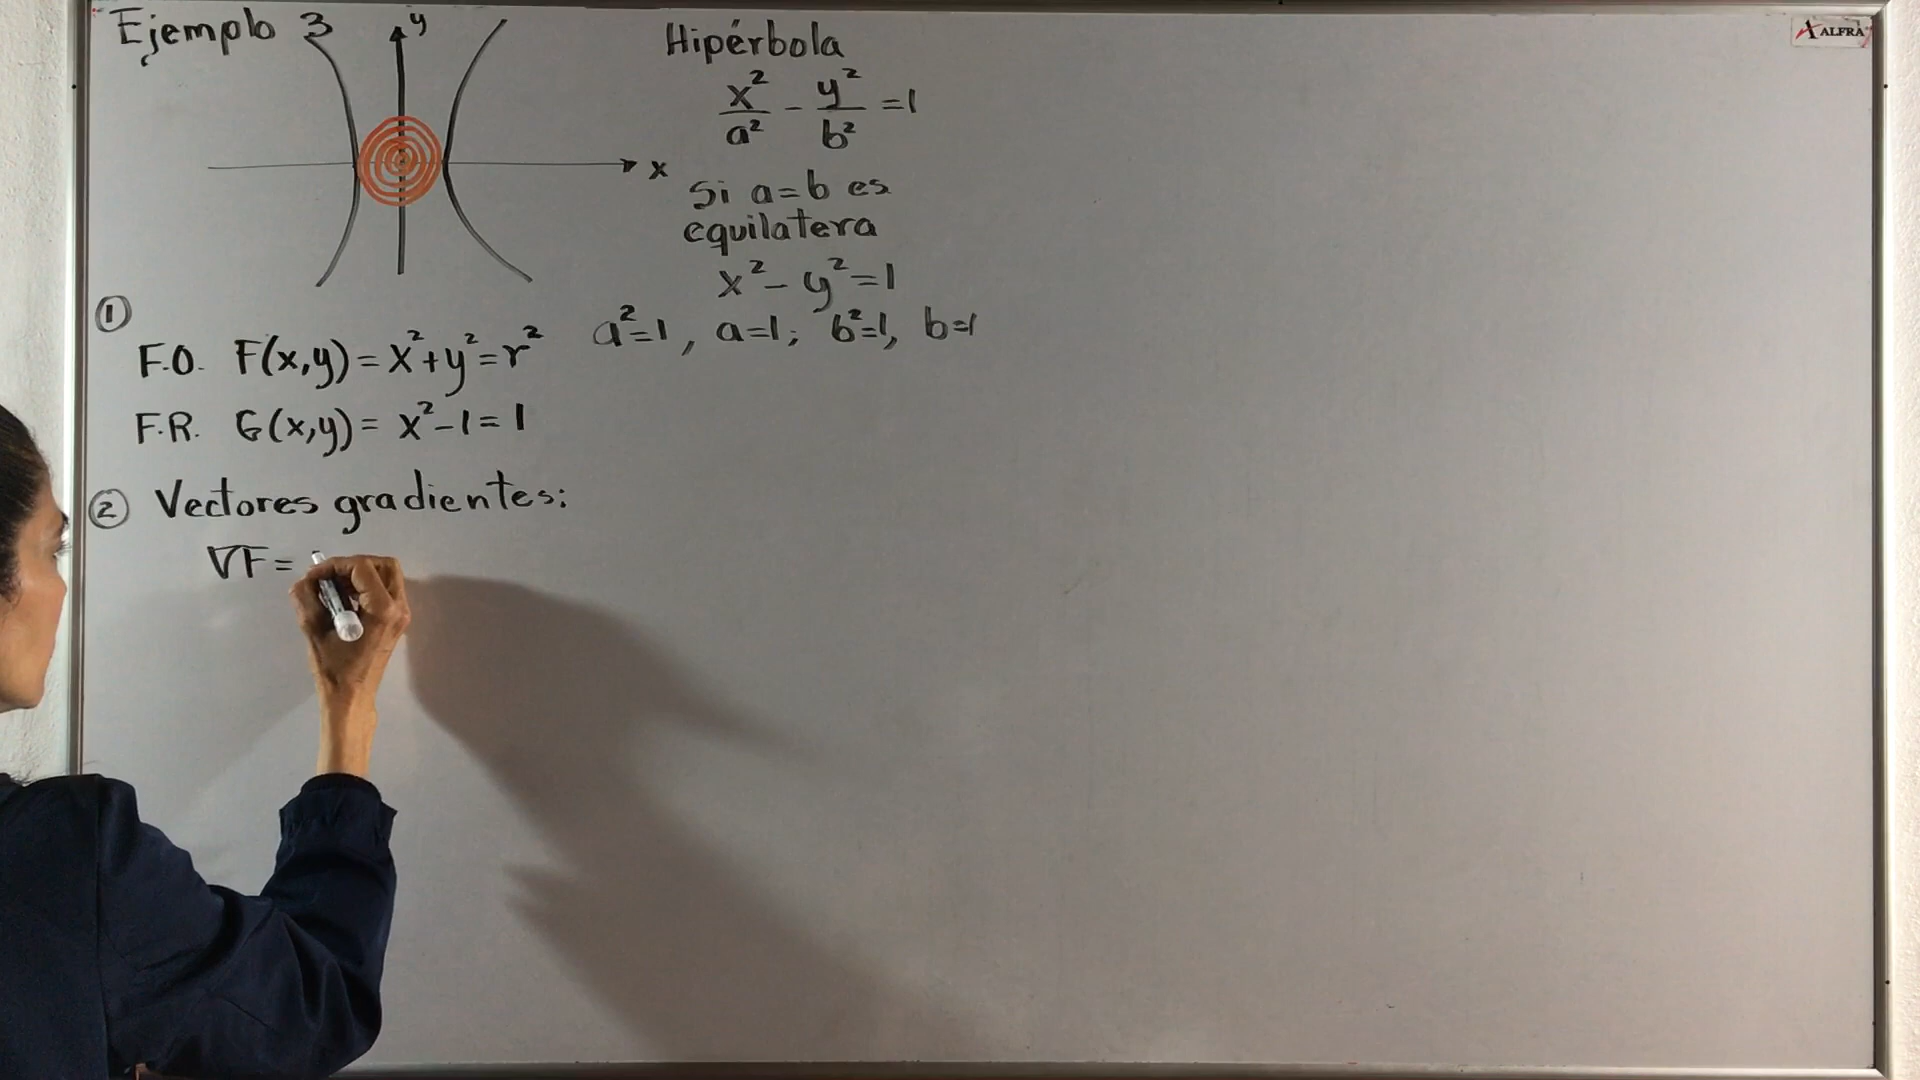 Ejemplo 3
y
x
Hipérbola
x²/a² - y²/b² = 1
Si a=b es
equilatera
x² - y² = 1
a²=1, a=1; b²=1, b=1
①
F.O. F(x,y) = x²+y²=r²
F.R. G(x,y) = x²-1=1
② Vectores gradientes:
∇F=
ALFRA